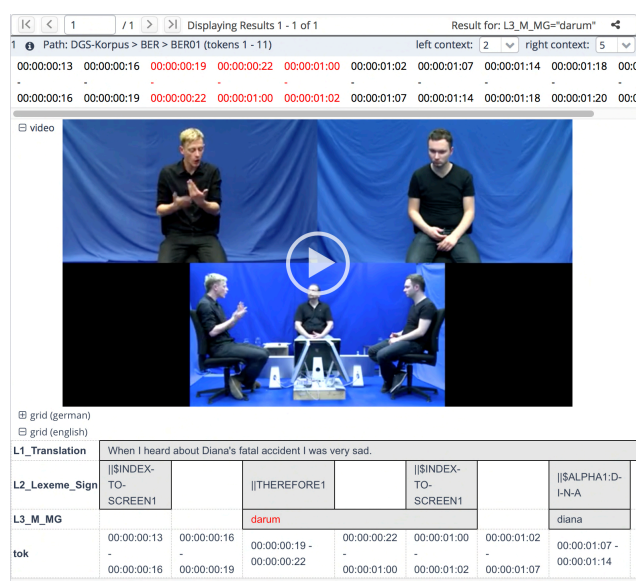 1 / 1 Displaying Results 1 - 1 of 1 Result for: L3_M_MG="darum"
1 Path: DGS-Korpus > BER > BER01 (tokens 1 - 11) left context: 2 right context: 5
00:00:00:13 00:00:00:16 00:00:00:19 00:00:00:22 00:00:01:00 00:00:01:02 00:00:01:07 00:00:01:14 00:00:01:18 00:0
- - - - - - - - - -
00:00:00:16 00:00:00:19 00:00:00:22 00:00:01:00 00:00:01:02 00:00:01:07 00:00:01:14 00:00:01:18 00:00:01:20 00:0
video
grid (german)
grid (english)
L1_Translation When I heard about Diana's fatal accident I was very sad.
L2_Lexeme_Sign
||$INDEX-
TO-
SCREEN1
||THEREFORE1
||$INDEX-
TO-
SCREEN1
||$ALPHA1:D-
I-N-A
L3_M_MG darum diana
tok
00:00:00:13
-
00:00:00:16
00:00:00:16
-
00:00:00:19
00:00:00:19 -
00:00:00:22
00:00:00:22
-
00:00:01:00
00:00:01:00
-
00:00:01:02
00:00:01:02
-
00:00:01:07
00:00:01:07 -
00:00:01:14